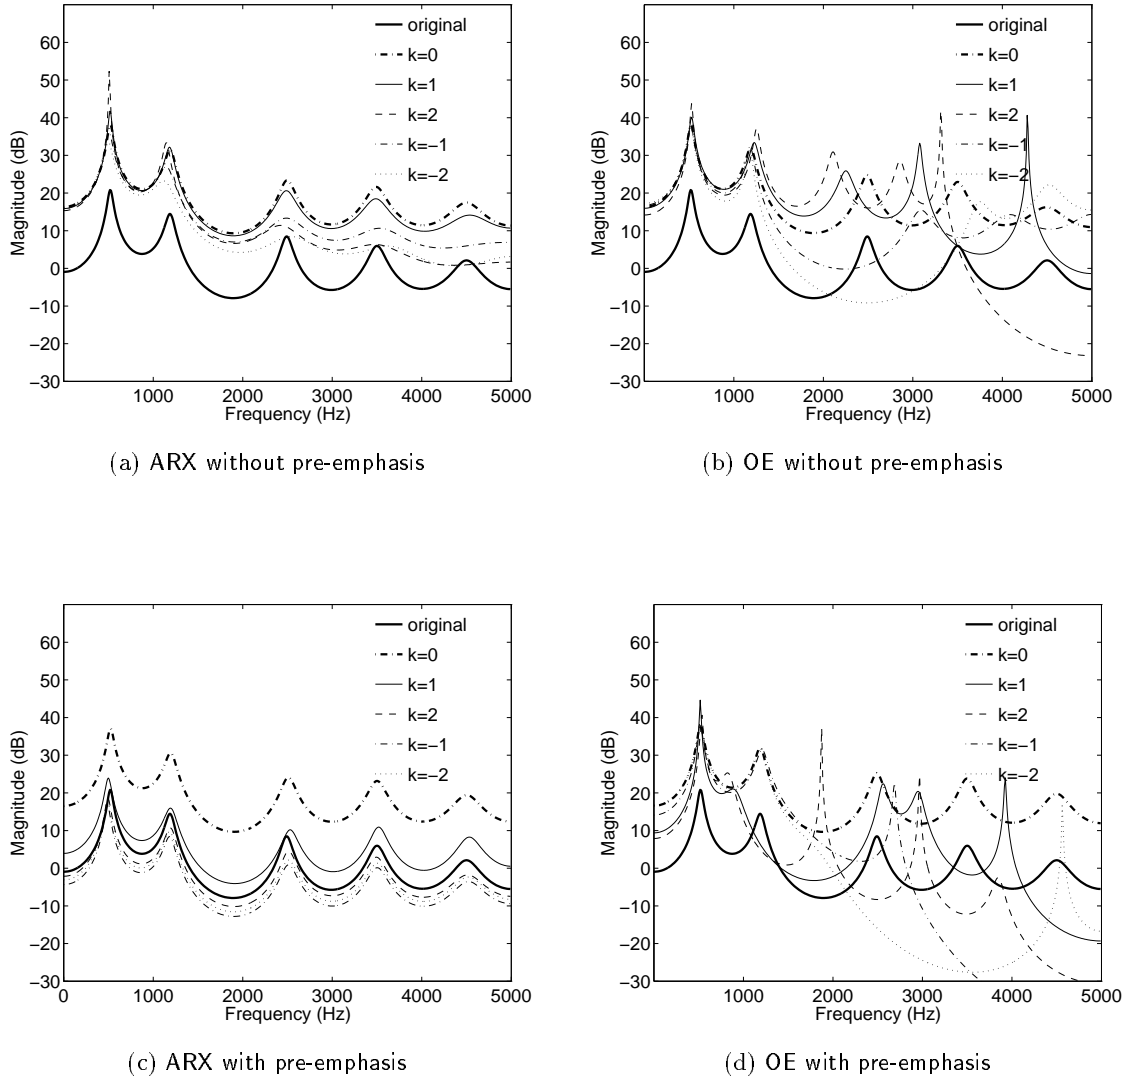 70
60
50
40
30
20
10
0
−10
−20
−30
Magnitude (dB)
original
k=0
k=1
k=2
k=−1
k=−2
0
1000
2000
3000
4000
5000
Frequency (Hz)
(a) ARX without pre-emphasis
60
50
40
30
20
10
0
−10
−20
−30
Magnitude (dB)
original
k=0
k=1
k=2
k=−1
k=−2
1000
2000
3000
4000
5000
Frequency (Hz)
(b) OE without pre-emphasis
70
60
50
40
30
20
10
0
−10
−20
−30
Magnitude (dB)
original
k=0
k=1
k=2
k=−1
k=−2
0
1000
2000
3000
4000
5000
Frequency (Hz)
(c) ARX with pre-emphasis
60
50
40
30
20
10
0
−10
−20
−30
Magnitude (dB)
original
k=0
k=1
k=2
k=−1
k=−2
1000
2000
3000
4000
5000
Frequency (Hz)
(d) OE with pre-emphasis